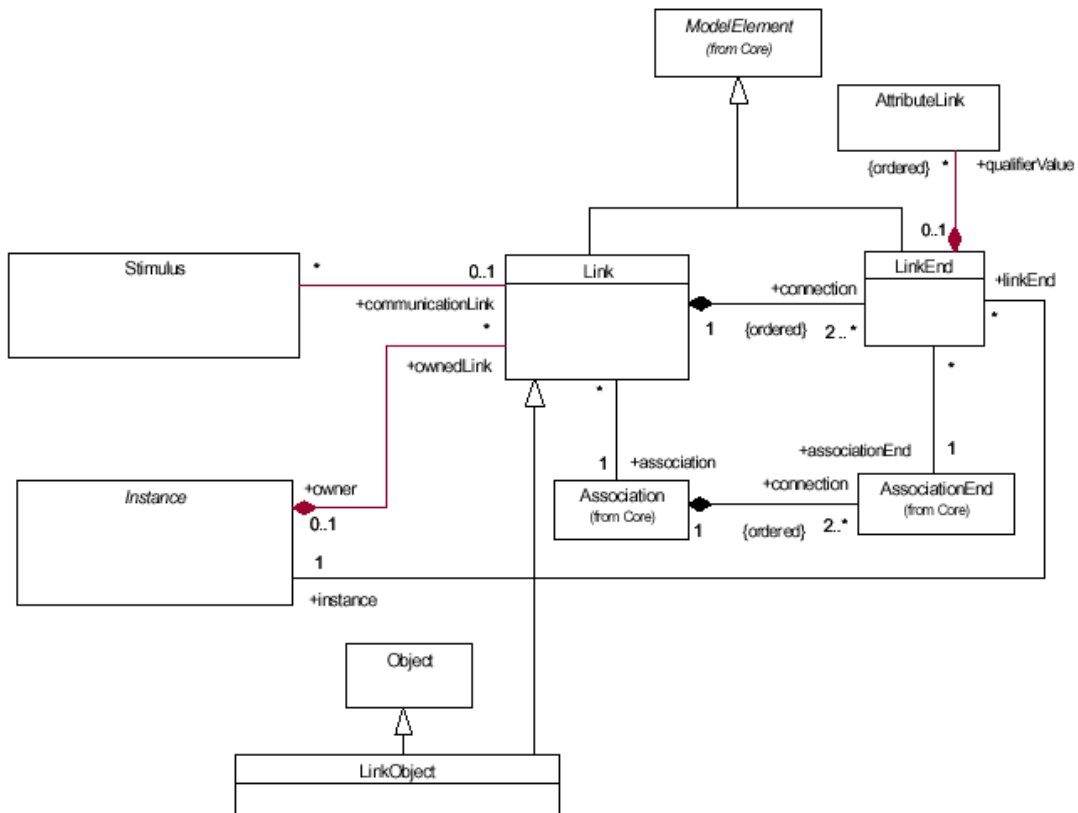 ModelElement
(from Core)
AttributeLink
{ordered}
*
+qualifierValue
0..1
Stimulus
*
0..1
+communicationLink
Link
LinkEnd
+linkEnd
*
+connection
1
{ordered}
2..*
*
+ownedLink
*
*
1
+association
+associationEnd
1
Instance
+owner
0..1
Association
(from Core)
+connection
1
{ordered}
2..*
AssociationEnd
(from Core)
1
+instance
Object
LinkObject